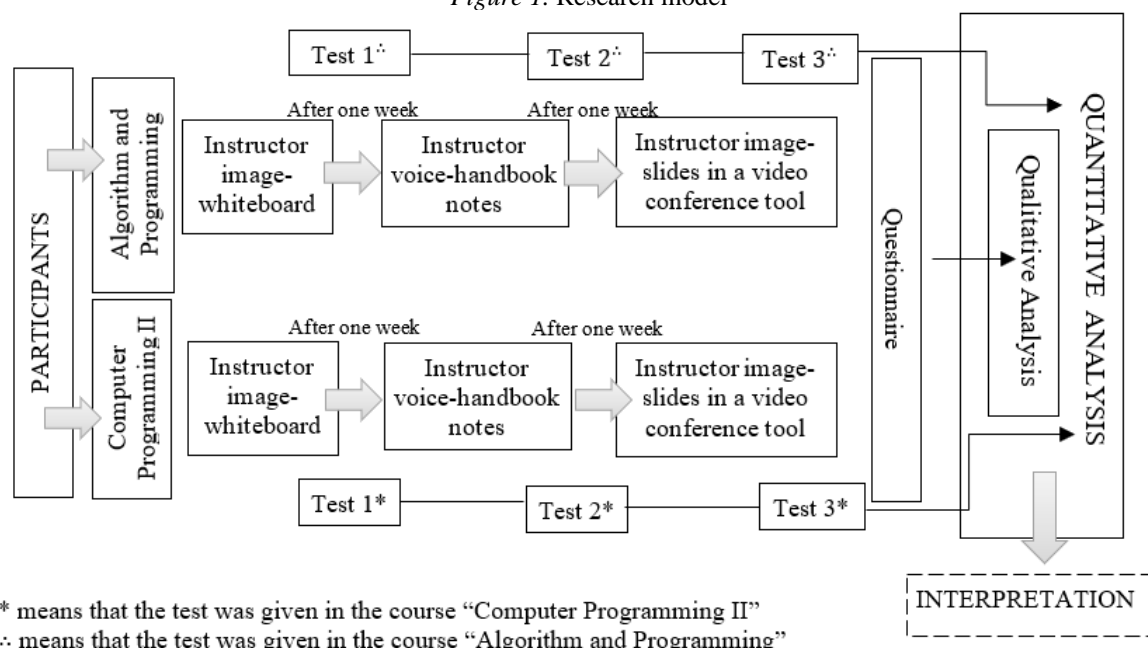 Figure 1. Research model
Test 1∴
Test 2∴
Test 3∴
PARTICIPANTS
Algorithm and
Programming
After one week
After one week
Instructor
image-
whiteboard
Instructor
voice-handbook
notes
Instructor image-
slides in a video
conference tool
Computer
Programming II
After one week
After one week
Instructor
image-
whiteboard
Instructor
voice-handbook
notes
Instructor image-
slides in a video
conference tool
Test 1*
Test 2*
Test 3*
Questionnaire
Qualitative Analysis
QUANTITATIVE ANALYSIS
INTERPRETATION
* means that the test was given in the course “Computer Programming II”
∴ means that the test was given in the course “Algorithm and Programming”